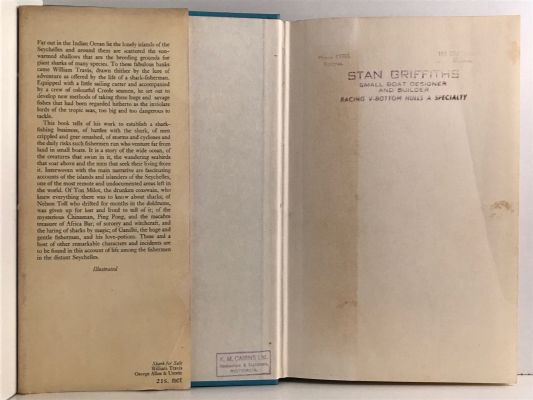 Far out in the Indian Ocean lie the lonely islands of the
Seychelles and around them are scattered the sun-
warmed shallows that are the breeding grounds for
giant sharks of many species. To these fabulous banks
came William Travis, drawn thither by the lure of
adventure as offered by the life of a shark-fisherman.
Equipped with a little sailing cutter and accompanied
by a crew of colourful Creole seamen, he set out to
develop new methods of taking these huge and savage
fishes that had been regarded hitherto as the inviolate
lords of the tropic seas, too big and too dangerous to
tackle.
This book tells of his work to establish a shark-
fishing business, of battles with the shark, of men
crippled and gear smashed, of storms and cyclones and
the daily risks such fishermen run who venture far from
land in small boats. It is a story of the wide ocean, of
the creatures that swim in it, the wandering seabirds
that soar above and the men that seek their living from
it. Interwoven with the main narrative are fascinating
accounts of the islands and islanders of the Seychelles,
one of the most remote and undocumented areas left in
the world. Of Ton Milot, the drunken coxswain, who
knew everything there was to know about sharks; of
Nelson Toll who drifted for months in the doldrums,
was given up for lost and lived to tell of it; of the
mysterious Chinaman, Ping Pong, and the macabre
treasure of Africa Bar; of sorcery and witchcraft, and
the luring of sharks by magic; of Gandhi, the huge and
gentle fisherman, and his love-potions. These and a
host of other remarkable characters and incidents are
to be found in this account of life among the fishermen
in the distant Seychelles.
Illustrated
Shark for Sale
William Travis
George Allen & Unwin
21s. net
CAIRNS LTD.
STAN GRIFFITHS
SMALL BOAT DESIGNER
AND BUILDER
RACING V-BOTTOM HULLS A SPECIALTY